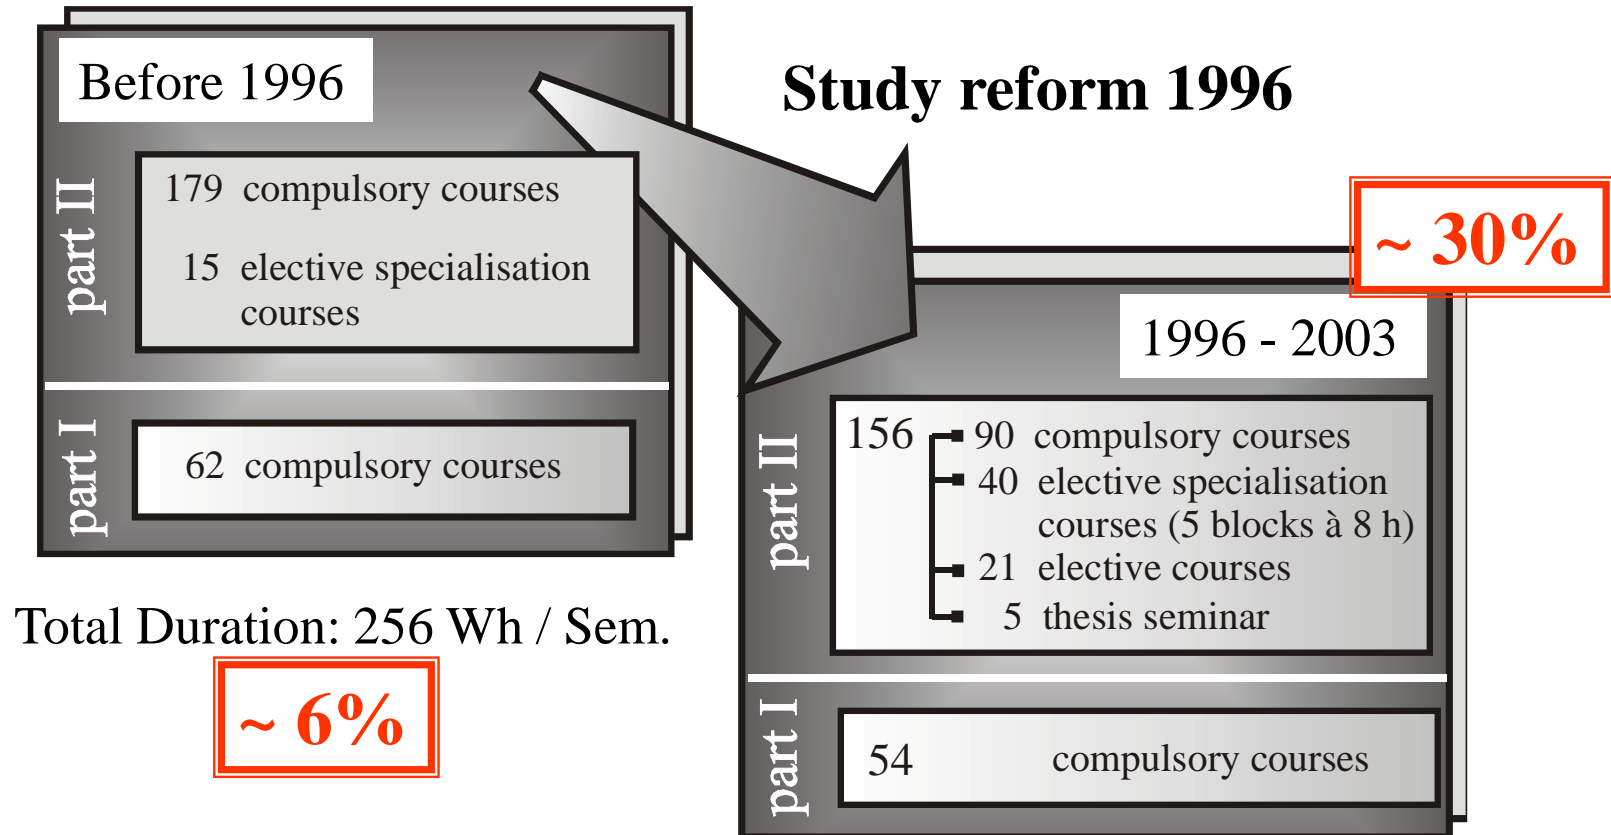 Before 1996
part II
179 compulsory courses
15 elective specialisation
courses
part I
62 compulsory courses
Total Duration: 256 Wh / Sem.
~ 6%
Study reform 1996
~ 30%
1996 - 2003
part II
156
90 compulsory courses
40 elective specialisation
courses (5 blocks à 8 h)
21 elective courses
5 thesis seminar
part I
54 compulsory courses